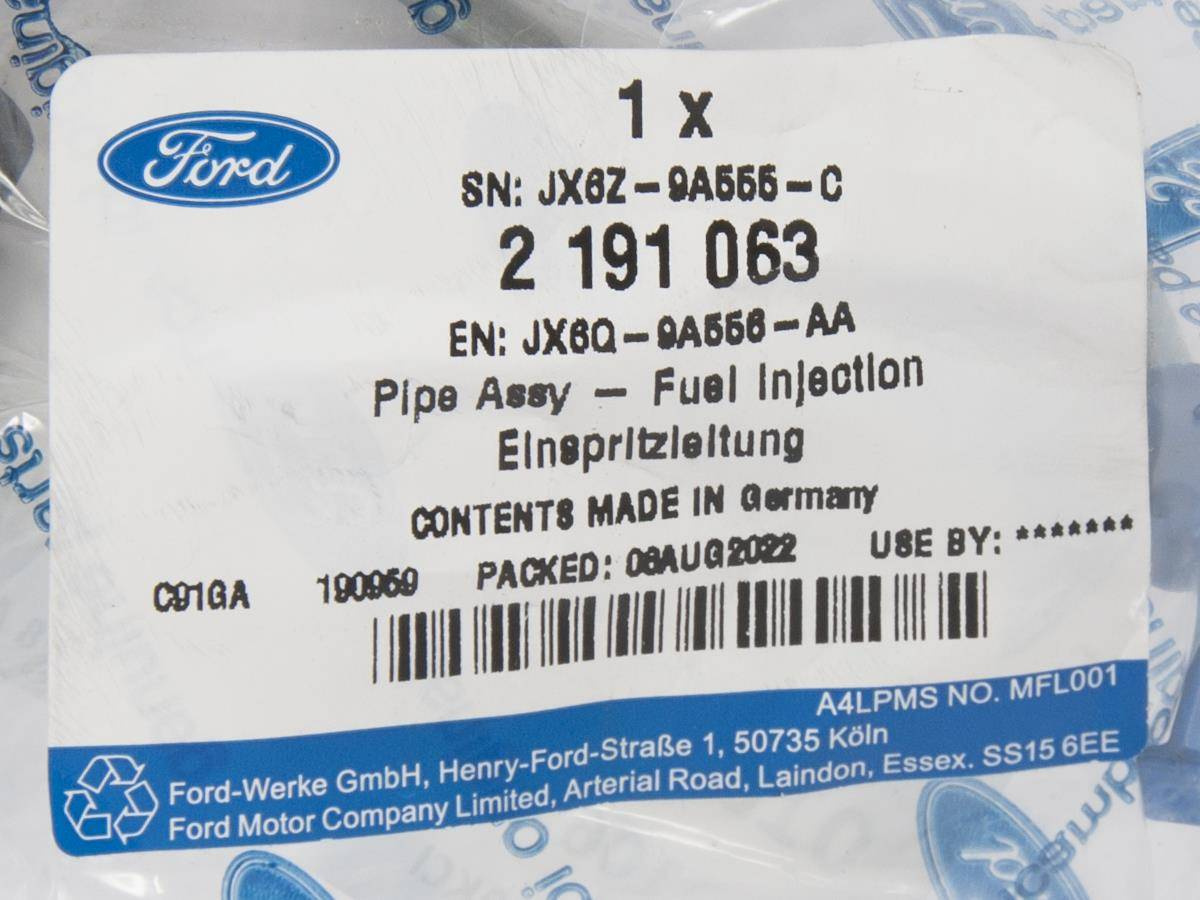 Ford
1 x
SN: JX6Z-9A555-C
2 191 063
EN: JX6Q-9A556-AA
Pipe Assy - Fuel Injection
Einspritzleitung
CONTENTS MADE IN Germany
C91GA 190959 PACKED: 08AUG2022 USE BY: *******
A4LPMS NO. MFL001
Ford-Werke GmbH, Henry-Ford-Straße 1, 50735 Köln
Ford Motor Company Limited, Arterial Road, Laindon, Essex. SS15 6EE